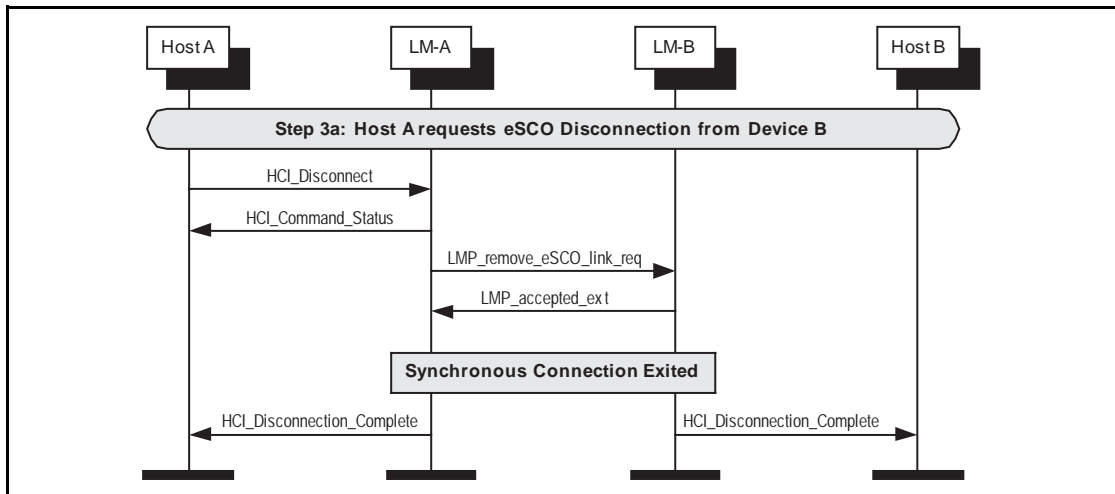 Host A
LM-A
LM-B
Host B
Step 3a: Host A requests eSCO Disconnection from Device B
HCI_Disconnect
HCI_Command_Status
LMP_remove_eSCO_link_req
LMP_accepted_ext
Synchronous Connection Exited
HCI_Disconnection_Complete
HCI_Disconnection_Complete